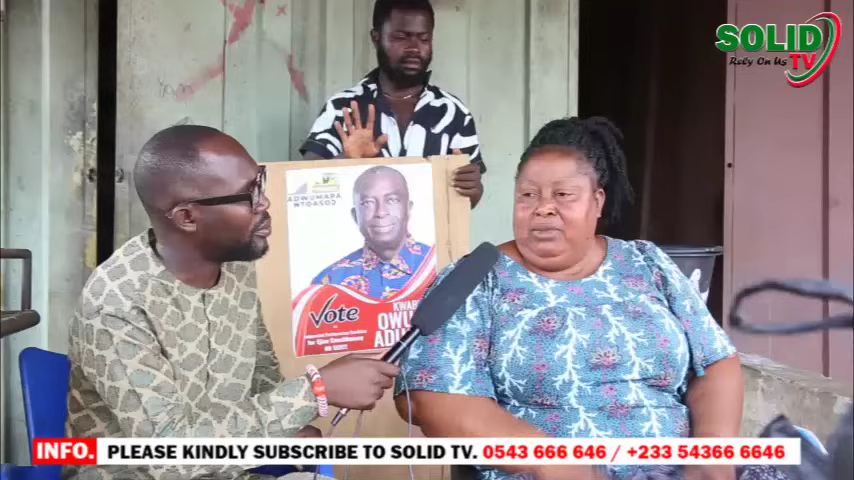 SOLID
Rely On Us
TV
ADWUMAPA
NTOASOƆ
Vote
KWAB
OWU
ADU
INFO.
PLEASE KINDLY SUBSCRIBE TO SOLID TV. 0543 666 646 / +233 54366 6646